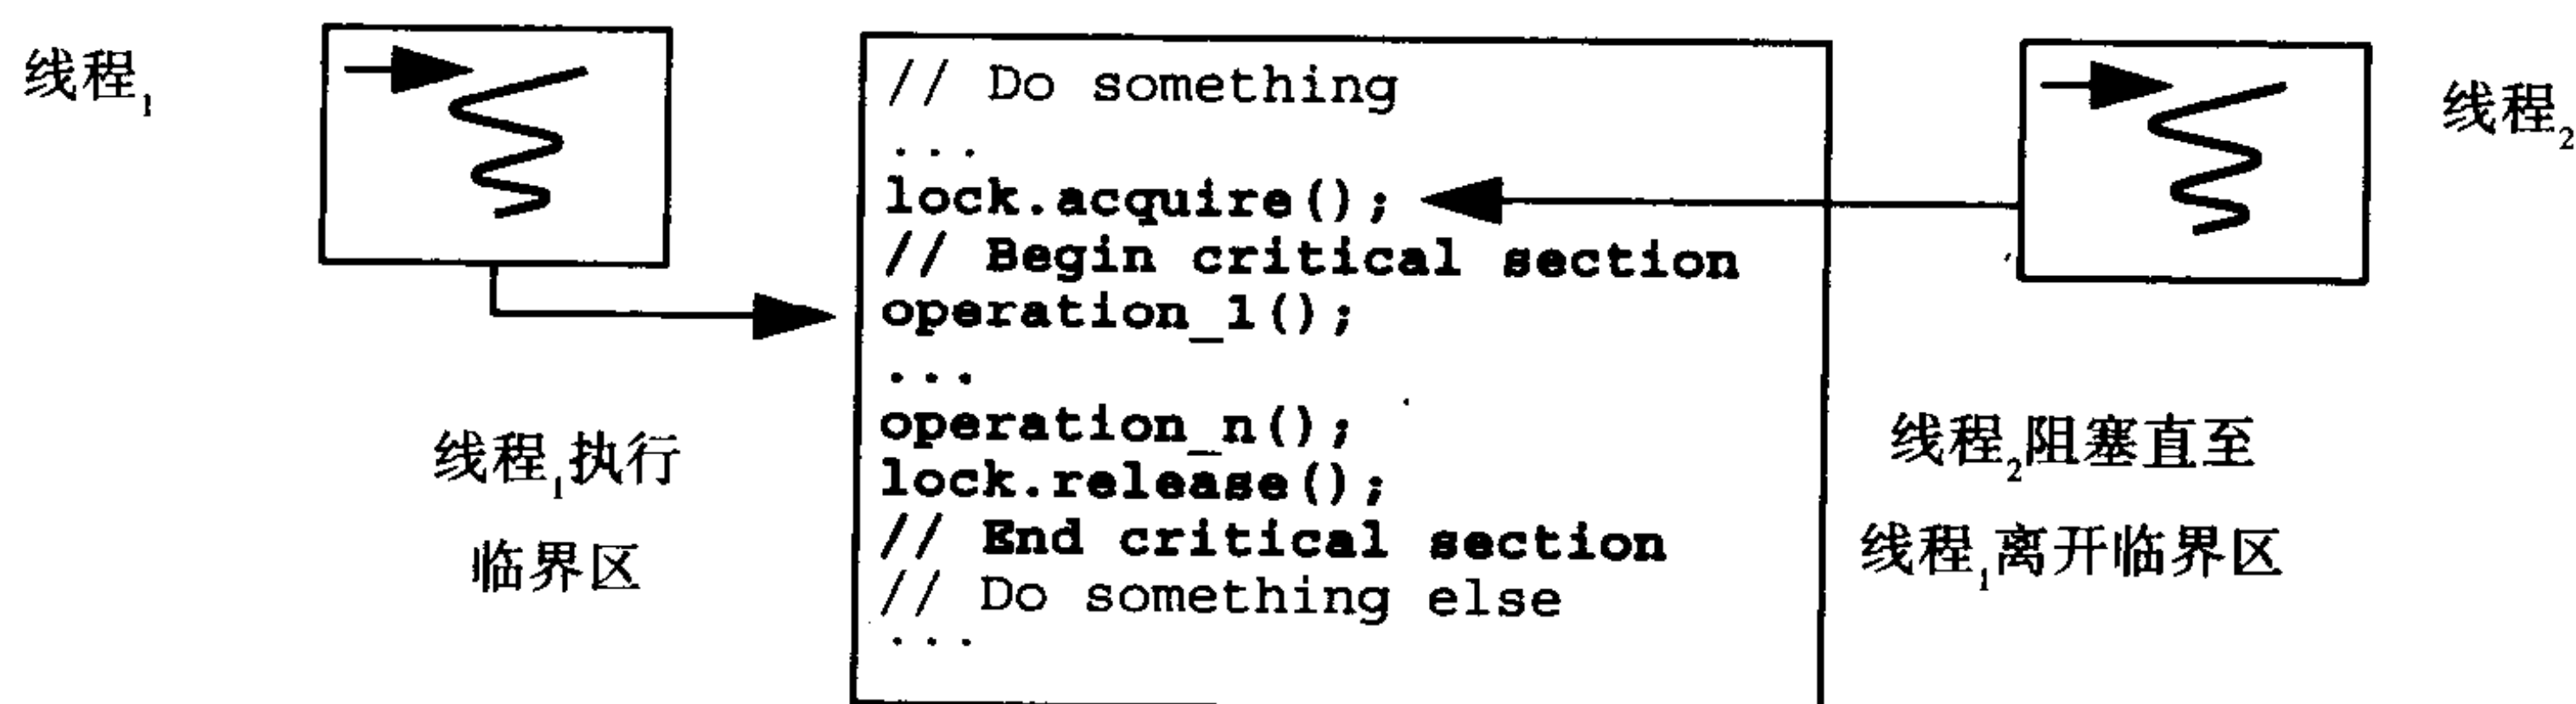 线程1
// Do something
...
lock.acquire();
// Begin critical section
operation_1();
...
operation_n();
lock.release();
// End critical section
// Do something else
...
线程2
线程1执行
临界区
线程2阻塞直至
线程1离开临界区